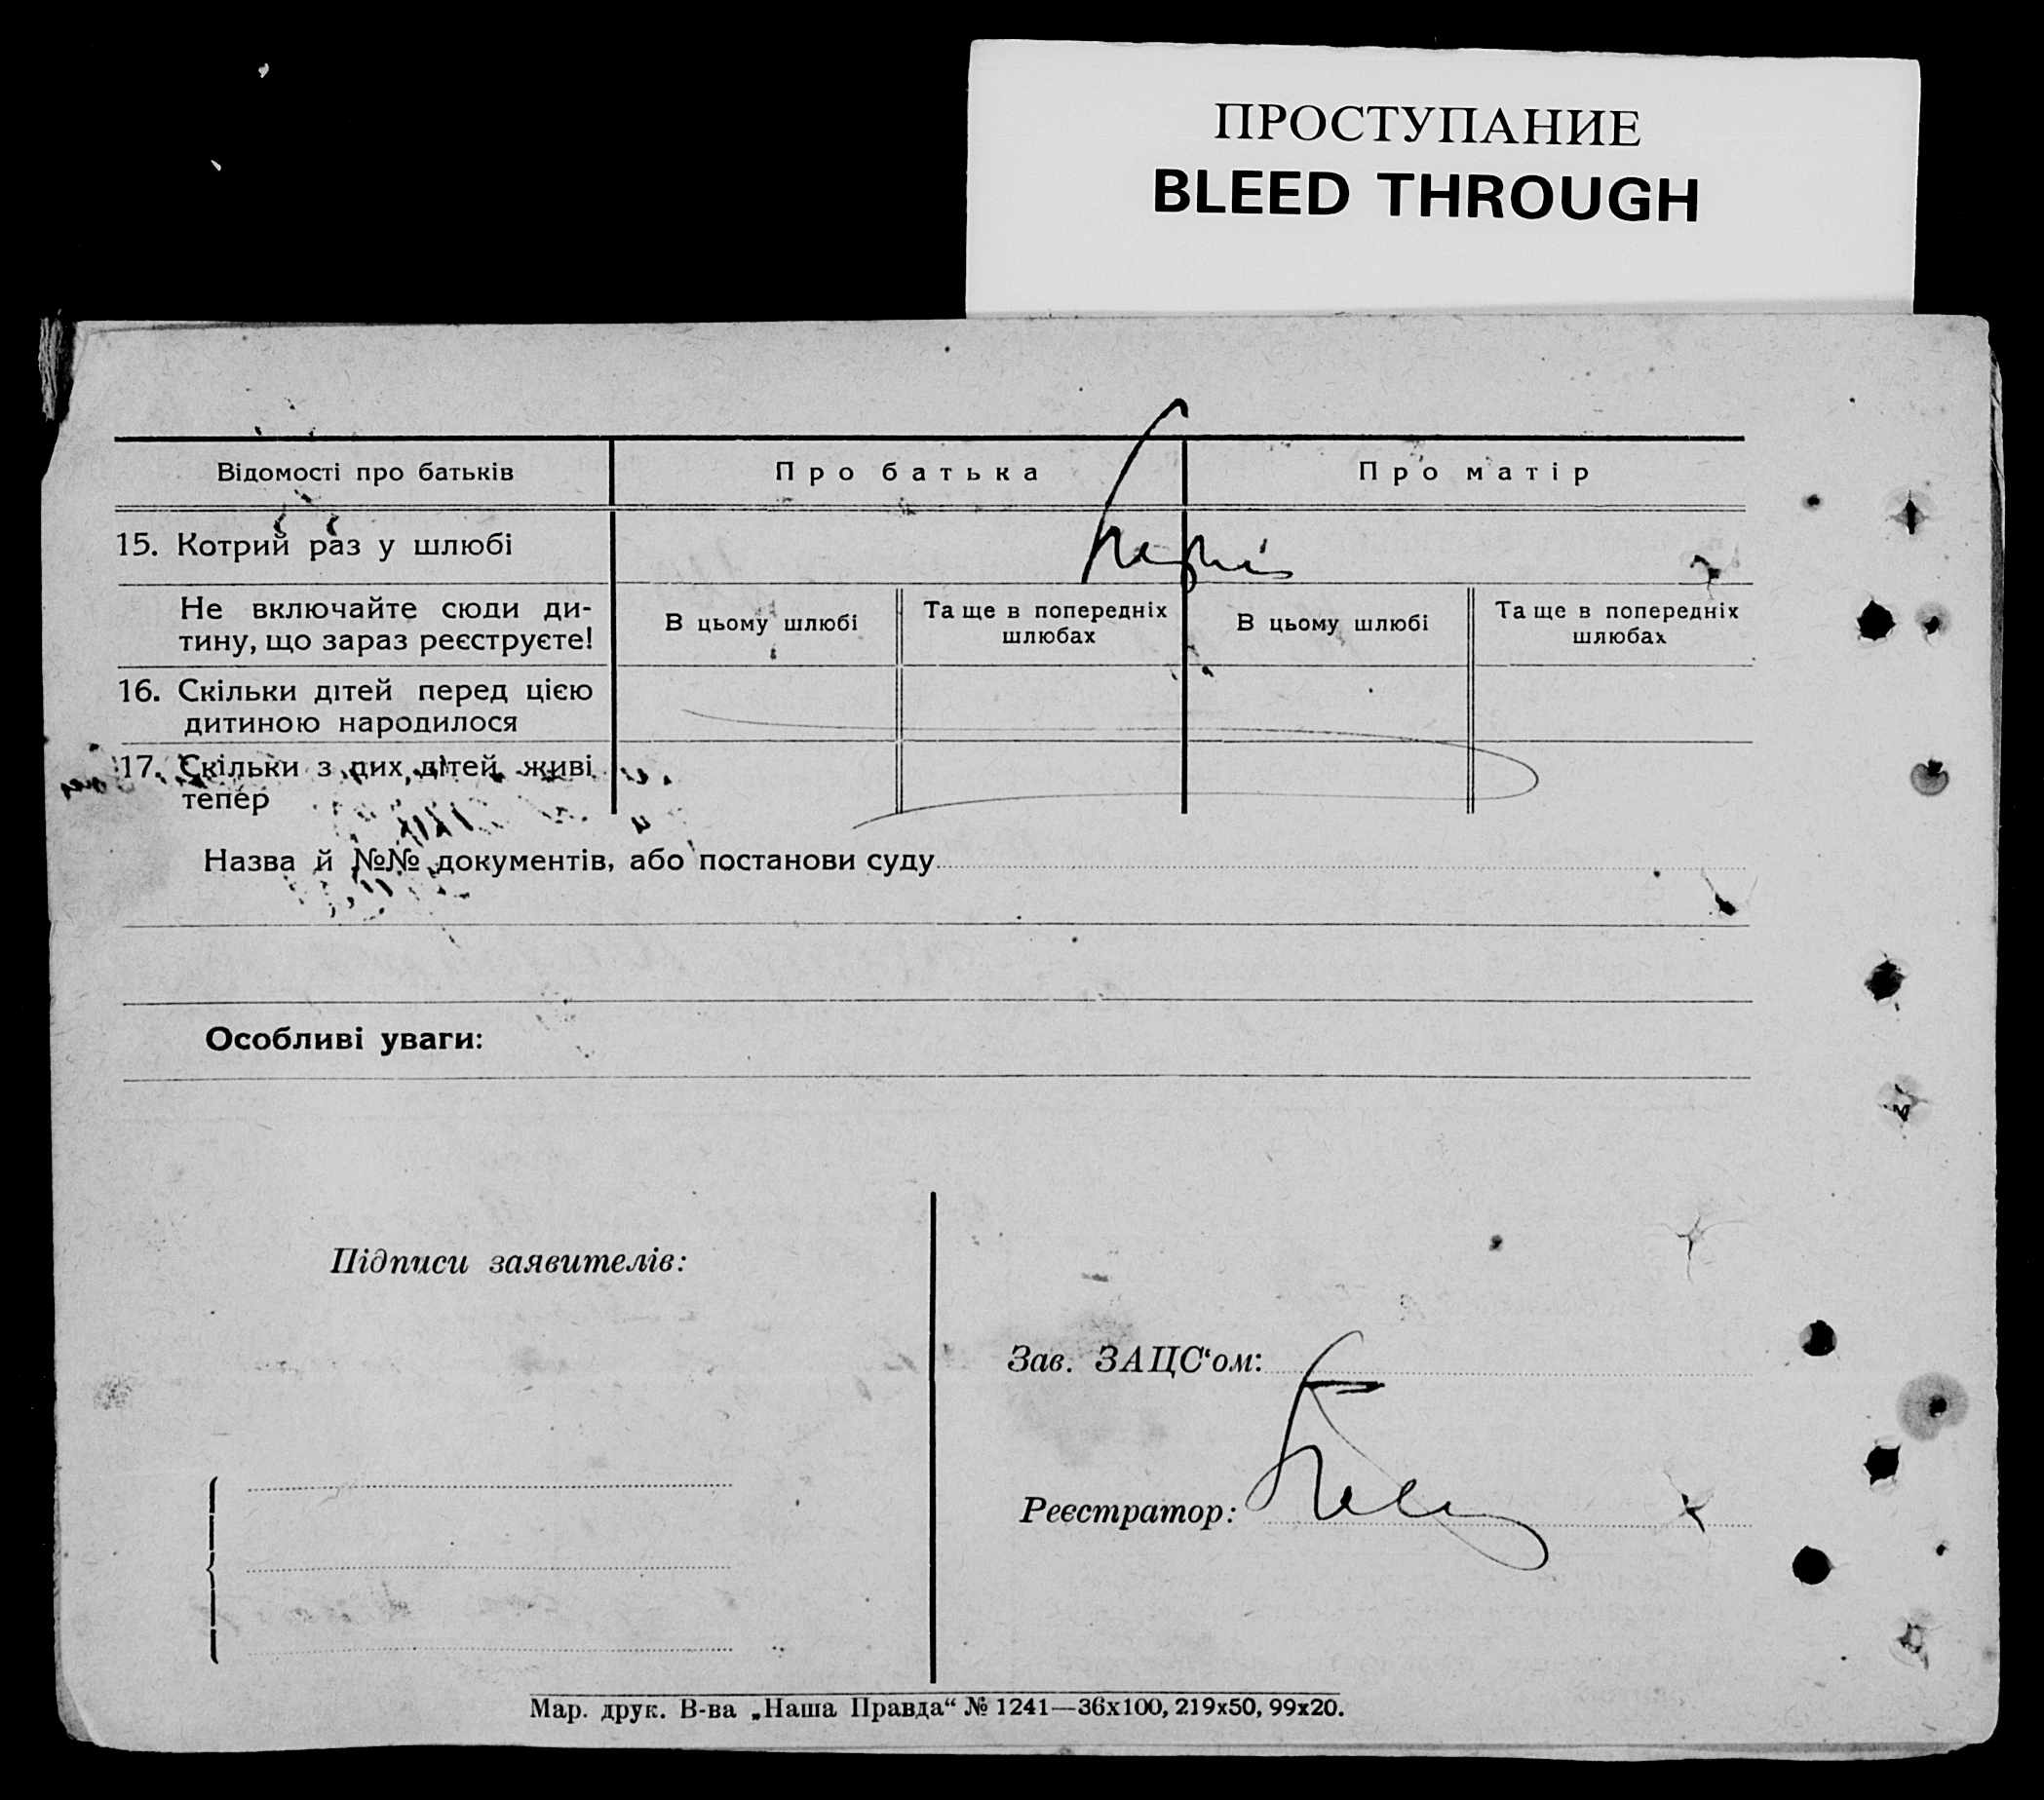 ПРОСТУПАНИЕ
BLEED THROUGH
Відомості про батьків
Про батька
Про матір
15. Котрий раз у шлюбі
Не включайте сюди ди-
тину, що зараз реєструєте!
В цьому шлюбі
Та ще в попередніх
шлюбах
В цьому шлюбі
Та ще в попередніх
шлюбах
16. Скільки дітей перед цією
дитиною народилося
17. Скільки з цих дітей живі
тепер
Назва й №№ документів, або постанови суду
Особливі уваги:
Підписи заявителів:
Зав. ЗАЦС‘ом:
Реєстратор:
Мар. друк. В-ва „Наша Правда“ № 1241—36х100, 219х50, 99х20.